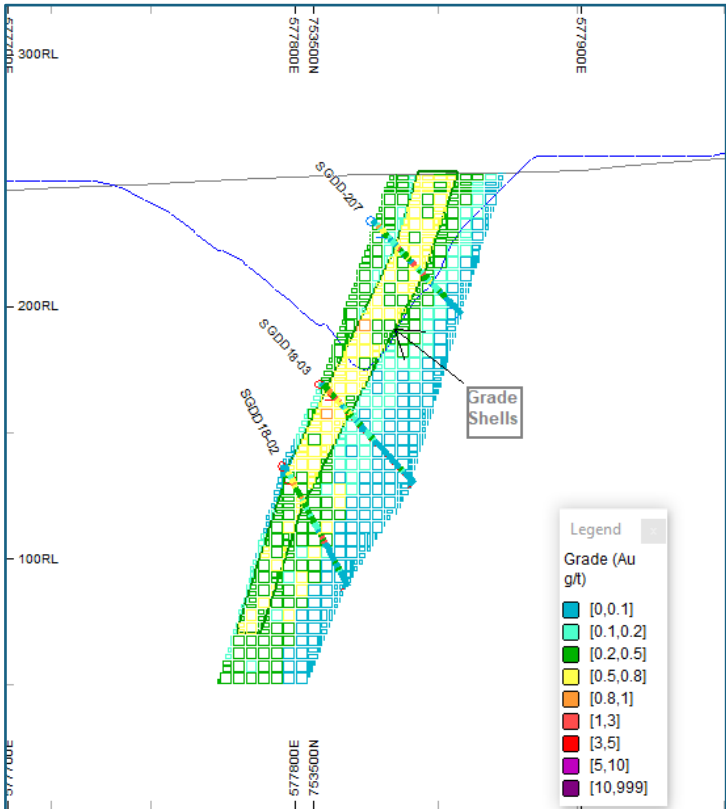 577700E
577800E
753500N
577900E
300RL
SGDD-207
200RL
SGDD18-03
SGDD18-02
Grade
Shells
100RL
Legend
x
Grade (Au
g/t)
[0,0.1]
[0.1,0.2]
[0.2,0.5]
[0.5,0.8]
[0.8,1]
[1,3]
[3,5]
[5,10]
[10,999]
577700E
577800E
753500N
577900E